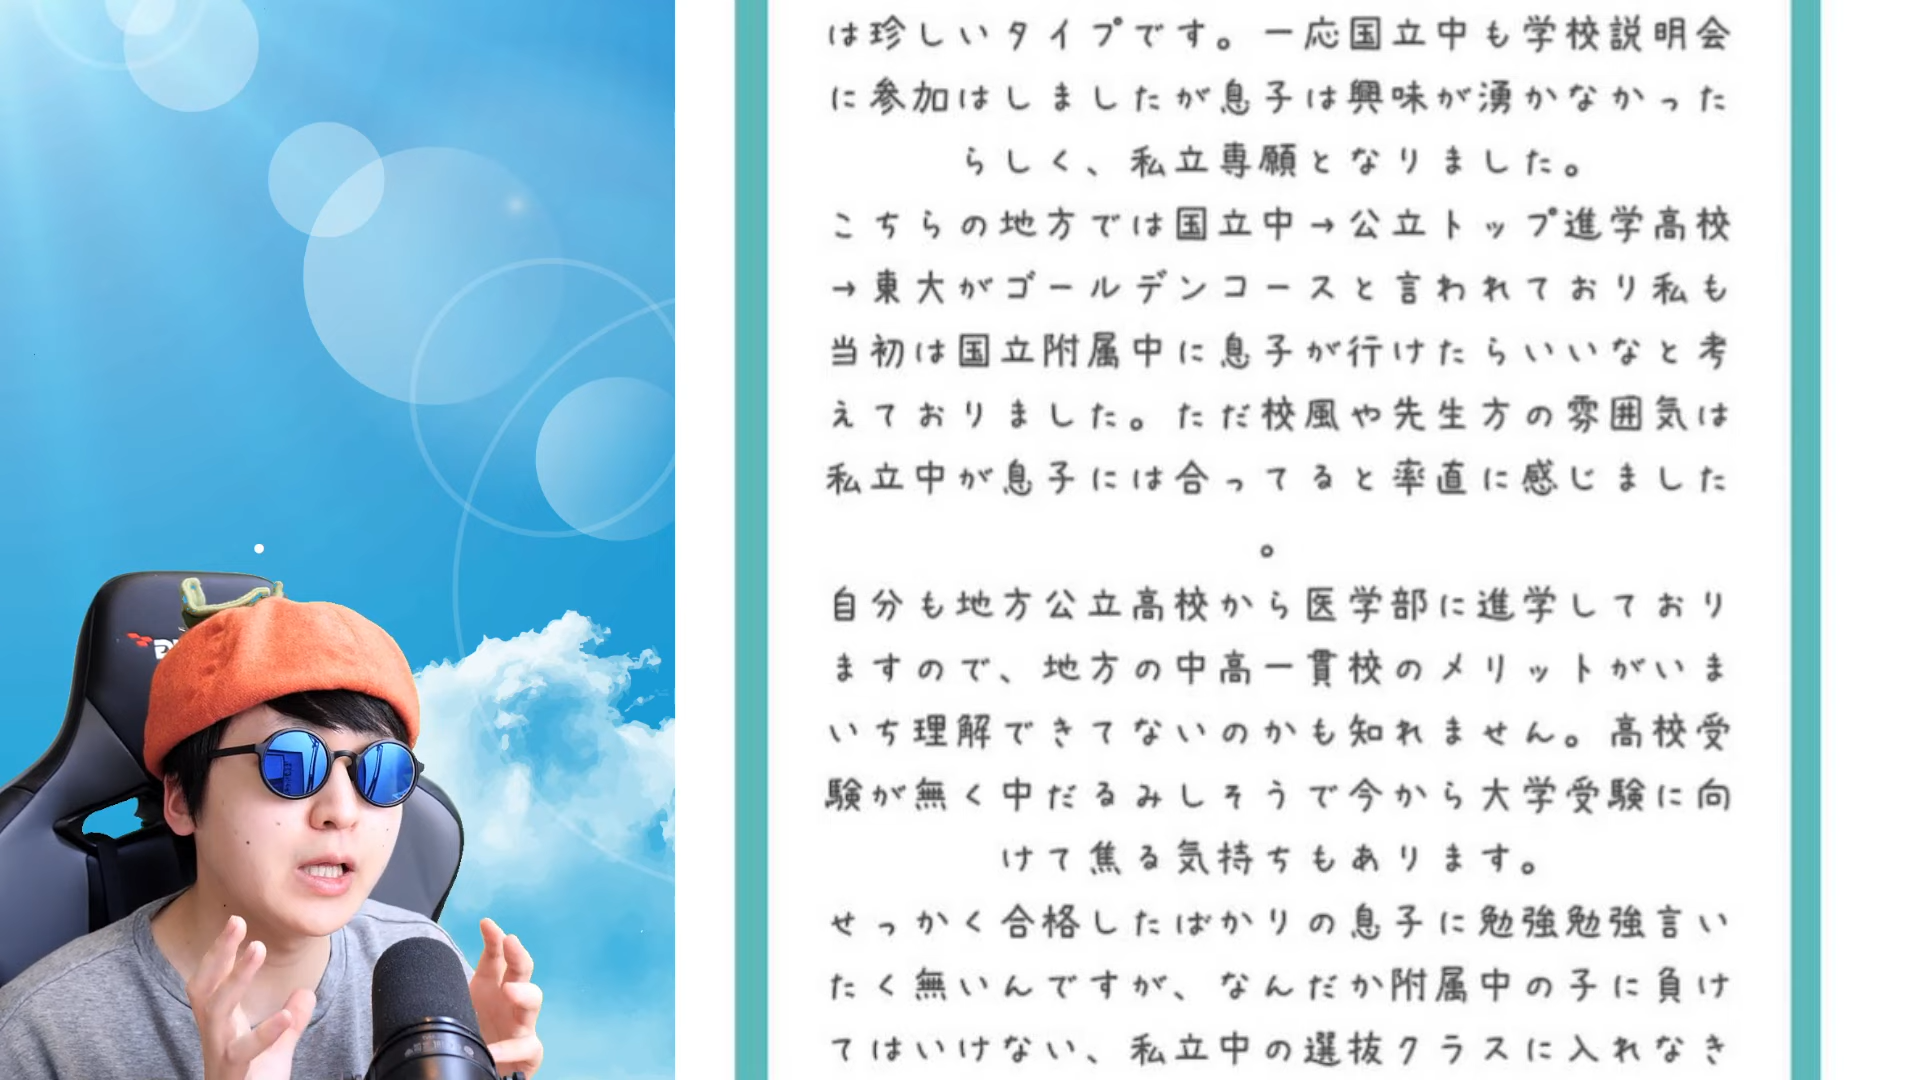 は珍しいタイプです。一応国立中も学校説明会
に参加はしましたが息子は興味が湧かなかった
らしく、私立専願となりました。
こちらの地方では国立中→公立トップ進学高校
→東大がゴールデンコースと言われており私も
当初は国立附属中に息子が行けたらいいなと考
えておりました。ただ校風や先生方の雰囲気は
私立中が息子には合ってると率直に感じました
。
自分も地方公立高校から医学部に進学しており
ますので、地方の中高一貫校のメリットがいま
いち理解できてないのかも知れません。高校受
験が無く中だるみしそうで今から大学受験に向
けて焦る気持ちもあります。
せっかく合格したばかりの息子に勉強勉強言い
たく無いんですが、なんだか附属中の子に負け
てはいけない、私立中の選抜クラスに入れなき